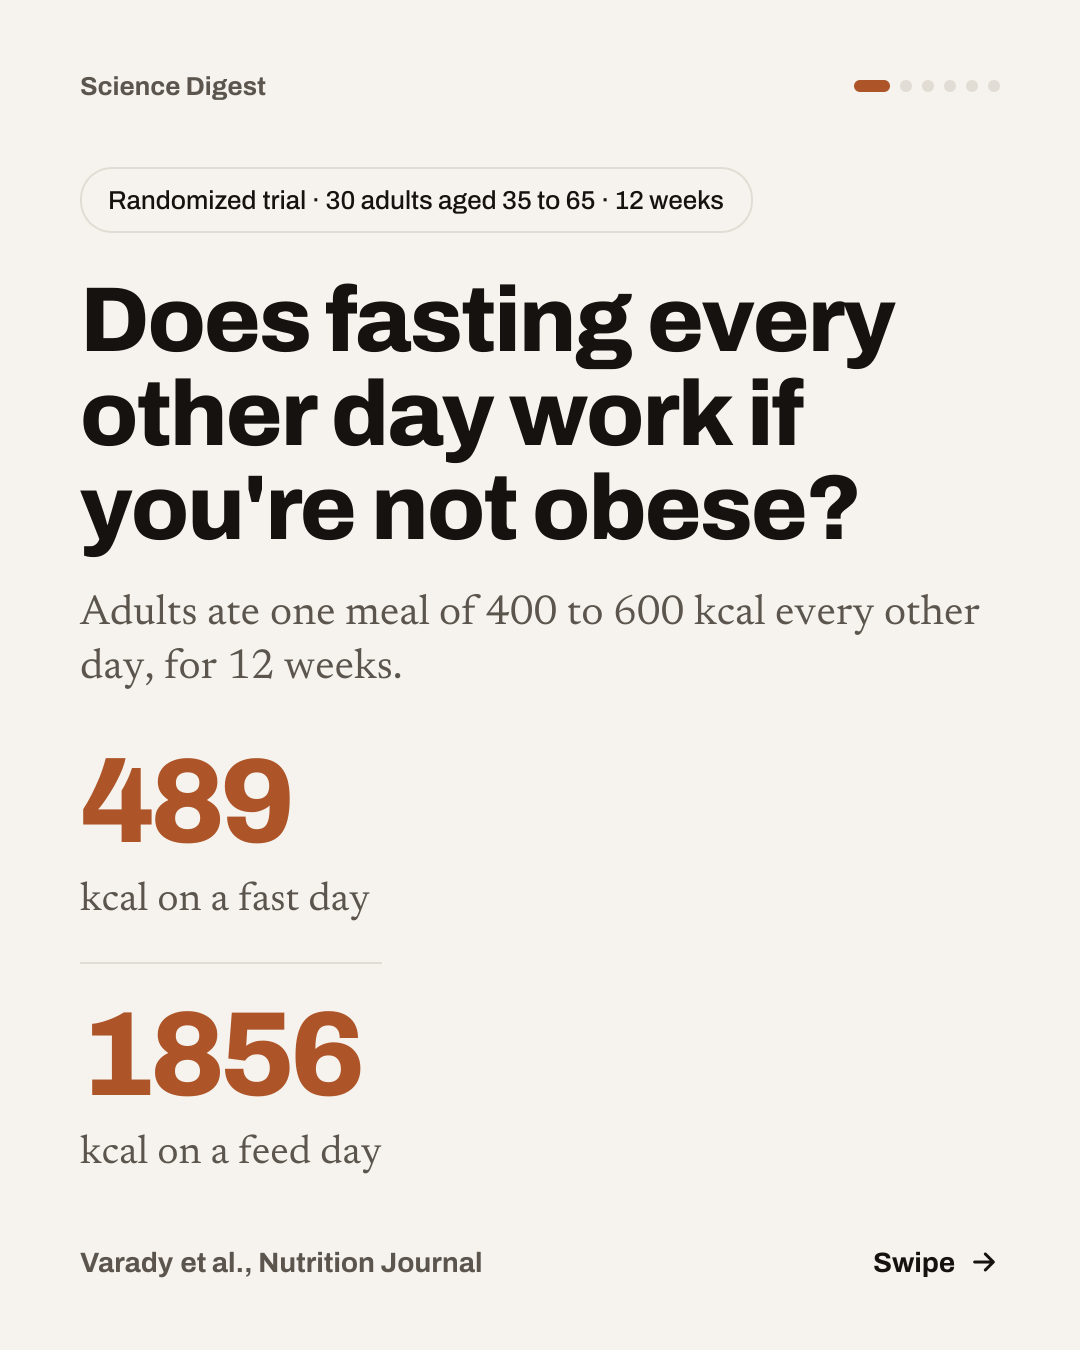 Science Digest
Randomized trial · 30 adults aged 35 to 65 · 12 weeks
Does fasting every
other day work if
you're not obese?
Adults ate one meal of 400 to 600 kcal every other
day, for 12 weeks.
489
kcal on a fast day
1856
kcal on a feed day
Varady et al., Nutrition Journal
Swipe →